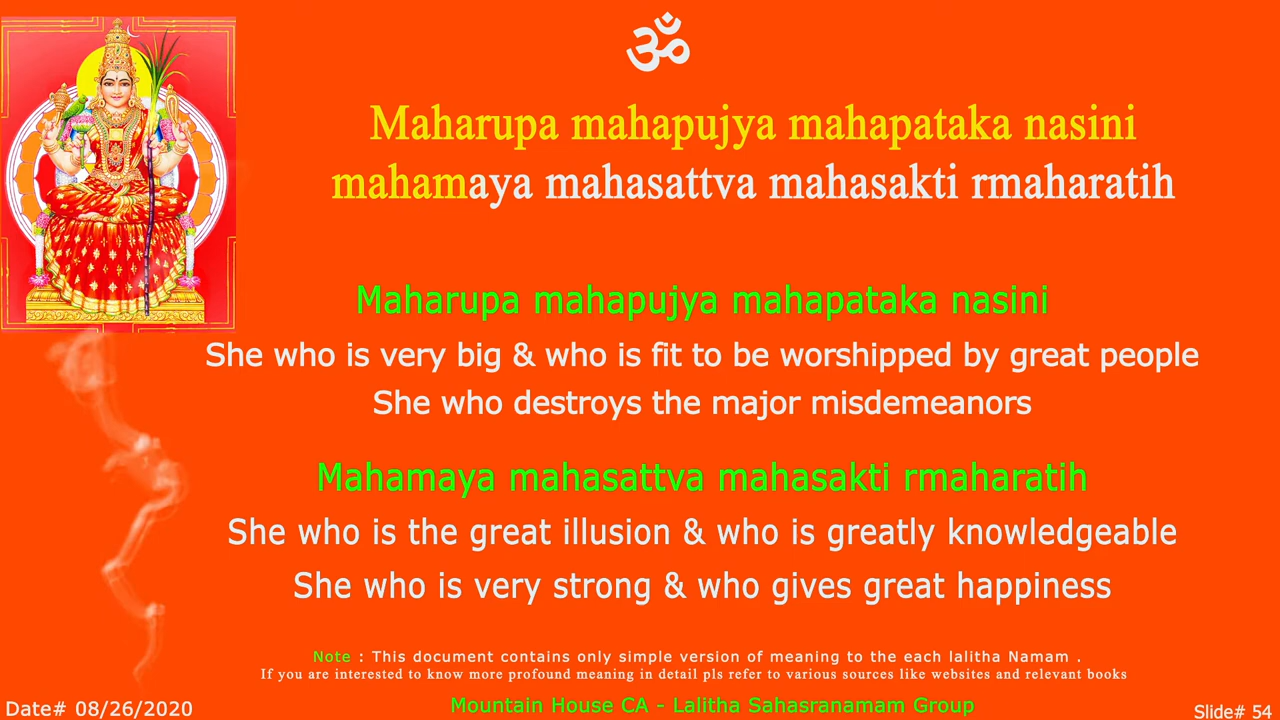 ॐ
Maharupa mahapujya mahapataka nasini
mahamaya mahasattva mahasakti rmaharatih
Maharupa mahapujya mahapataka nasini
She who is very big & who is fit to be worshipped by great people
She who destroys the major misdemeanors
Mahamaya mahasattva mahasakti rmaharatih
She who is the great illusion & who is greatly knowledgeable
She who is very strong & who gives great happiness
Note : This document contains only simple version of meaning to the each lalitha Namam .
If you are interested to know more profound meaning in detail pls refer to various sources like websites and relevant books
Mountain House CA - Lalitha Sahasranamam Group
Date# 08/26/2020
Slide# 54